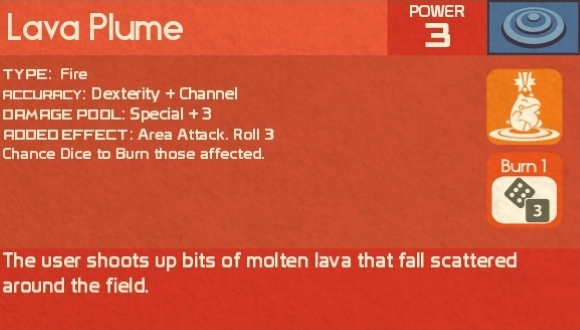 Lava Plume
POWER
3
TYPE: Fire
ACCURACY: Dexterity + Channel
DAMAGE POOL: Special + 3
ADDED EFFECT: Area Attack. Roll 3
Chance Dice to Burn those affected.
Burn 1
3
The user shoots up bits of molten lava that fall scattered
around the field.